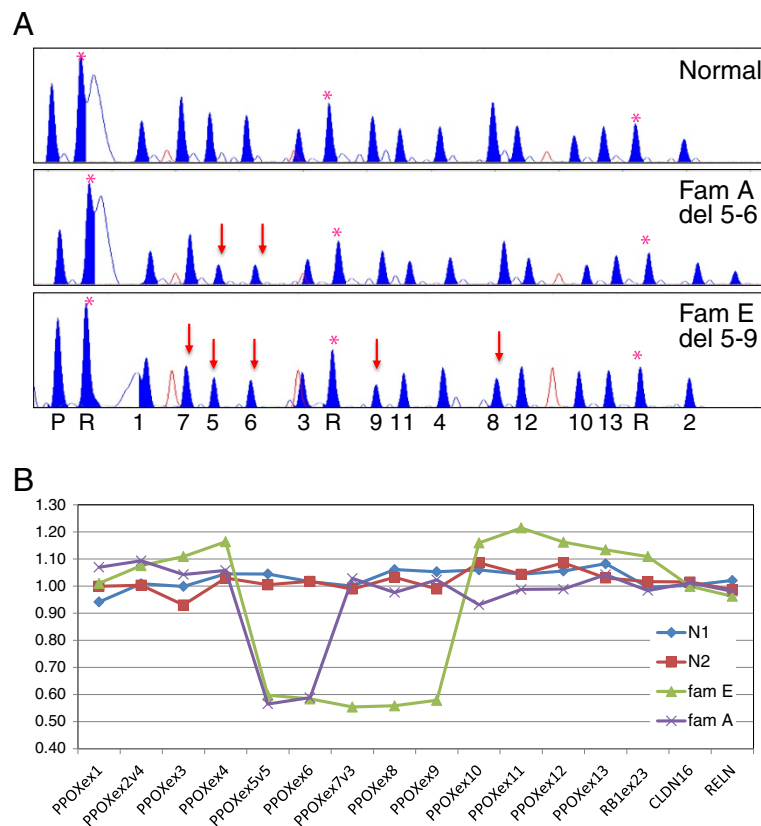 A
*
*
*
Normal
*
*
*
Fam A
del 5-6
*
*
*
Fam E
del 5-9
P R 1 7 5 6 3 R 9 11 4 8 12 10 13 R 2
B
1.30
1.20
1.10
1.00
0.90
0.80
0.70
0.60
0.50
0.40
N1
N2
fam E
fam A
PPOXex1
PPOXex2v4
PPOXex3
PPOXex4
PPOXex5v5
PPOXex6
PPOXex7v3
PPOXex8
PPOXex9
PPOXex10
PPOXex11
PPOXex12
PPOXex13
RB1ex23
CLDN16
RELN